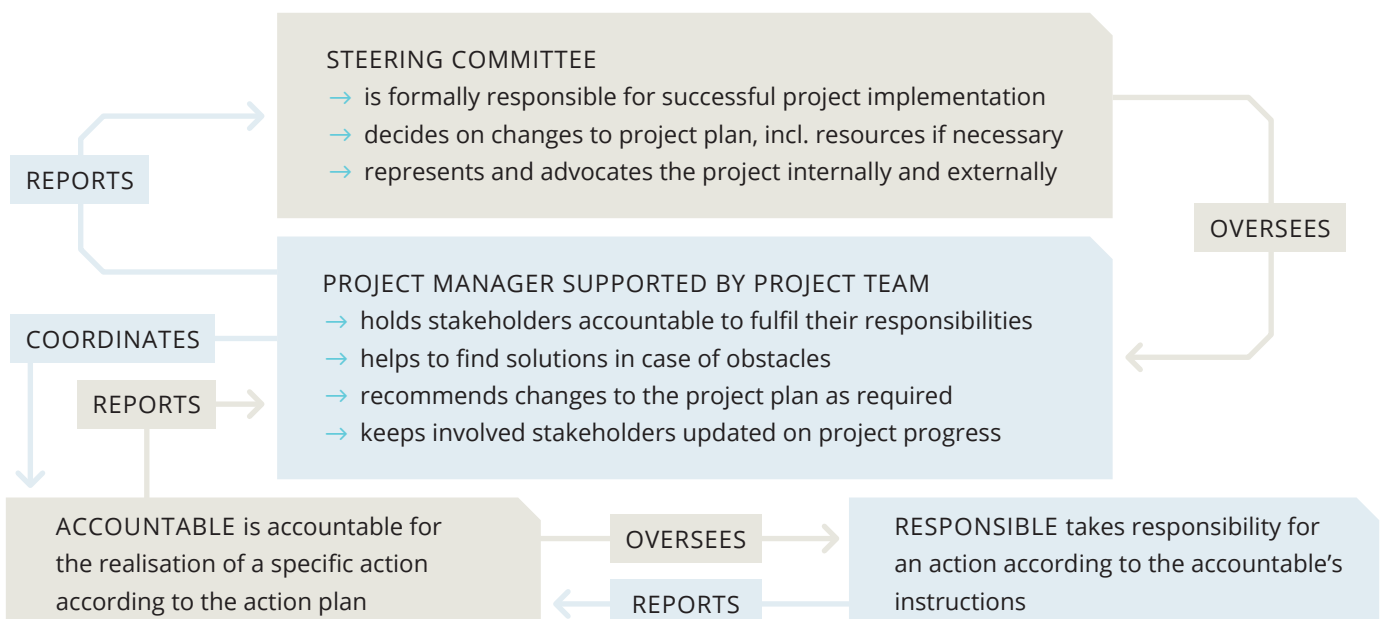 STEERING COMMITTEE
→ is formally responsible for successful project implementation
→ decides on changes to project plan, incl. resources if necessary
→ represents and advocates the project internally and externally
REPORTS
OVERSEES
PROJECT MANAGER SUPPORTED BY PROJECT TEAM
→ holds stakeholders accountable to fulfil their responsibilities
→ helps to find solutions in case of obstacles
→ recommends changes to the project plan as required
→ keeps involved stakeholders updated on project progress
COORDINATES
REPORTS
ACCOUNTABLE is accountable for
the realisation of a specific action
according to the action plan
OVERSEES
REPORTS
RESPONSIBLE takes responsibility for
an action according to the accountable’s
instructions